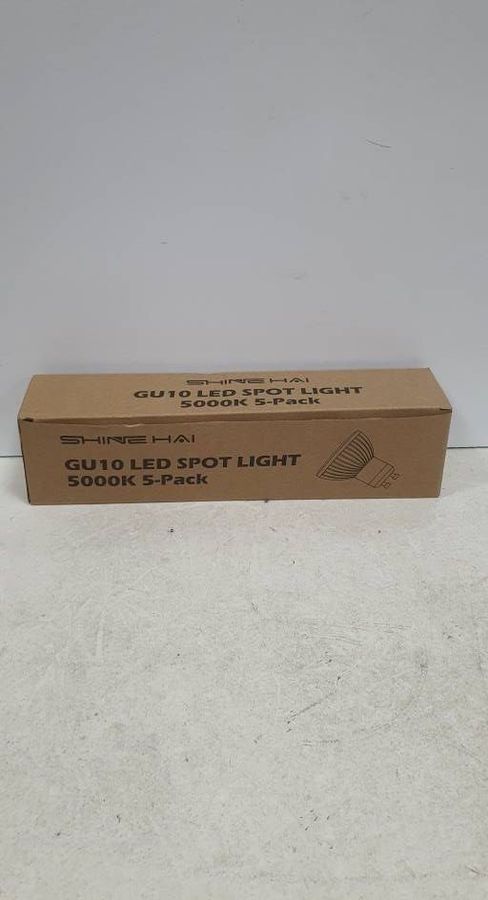 SHINE HAI
GU10 LED SPOT LIGHT
5000K 5-Pack
SHINE HAI
GU10 LED SPOT LIGHT
5000K 5-Pack